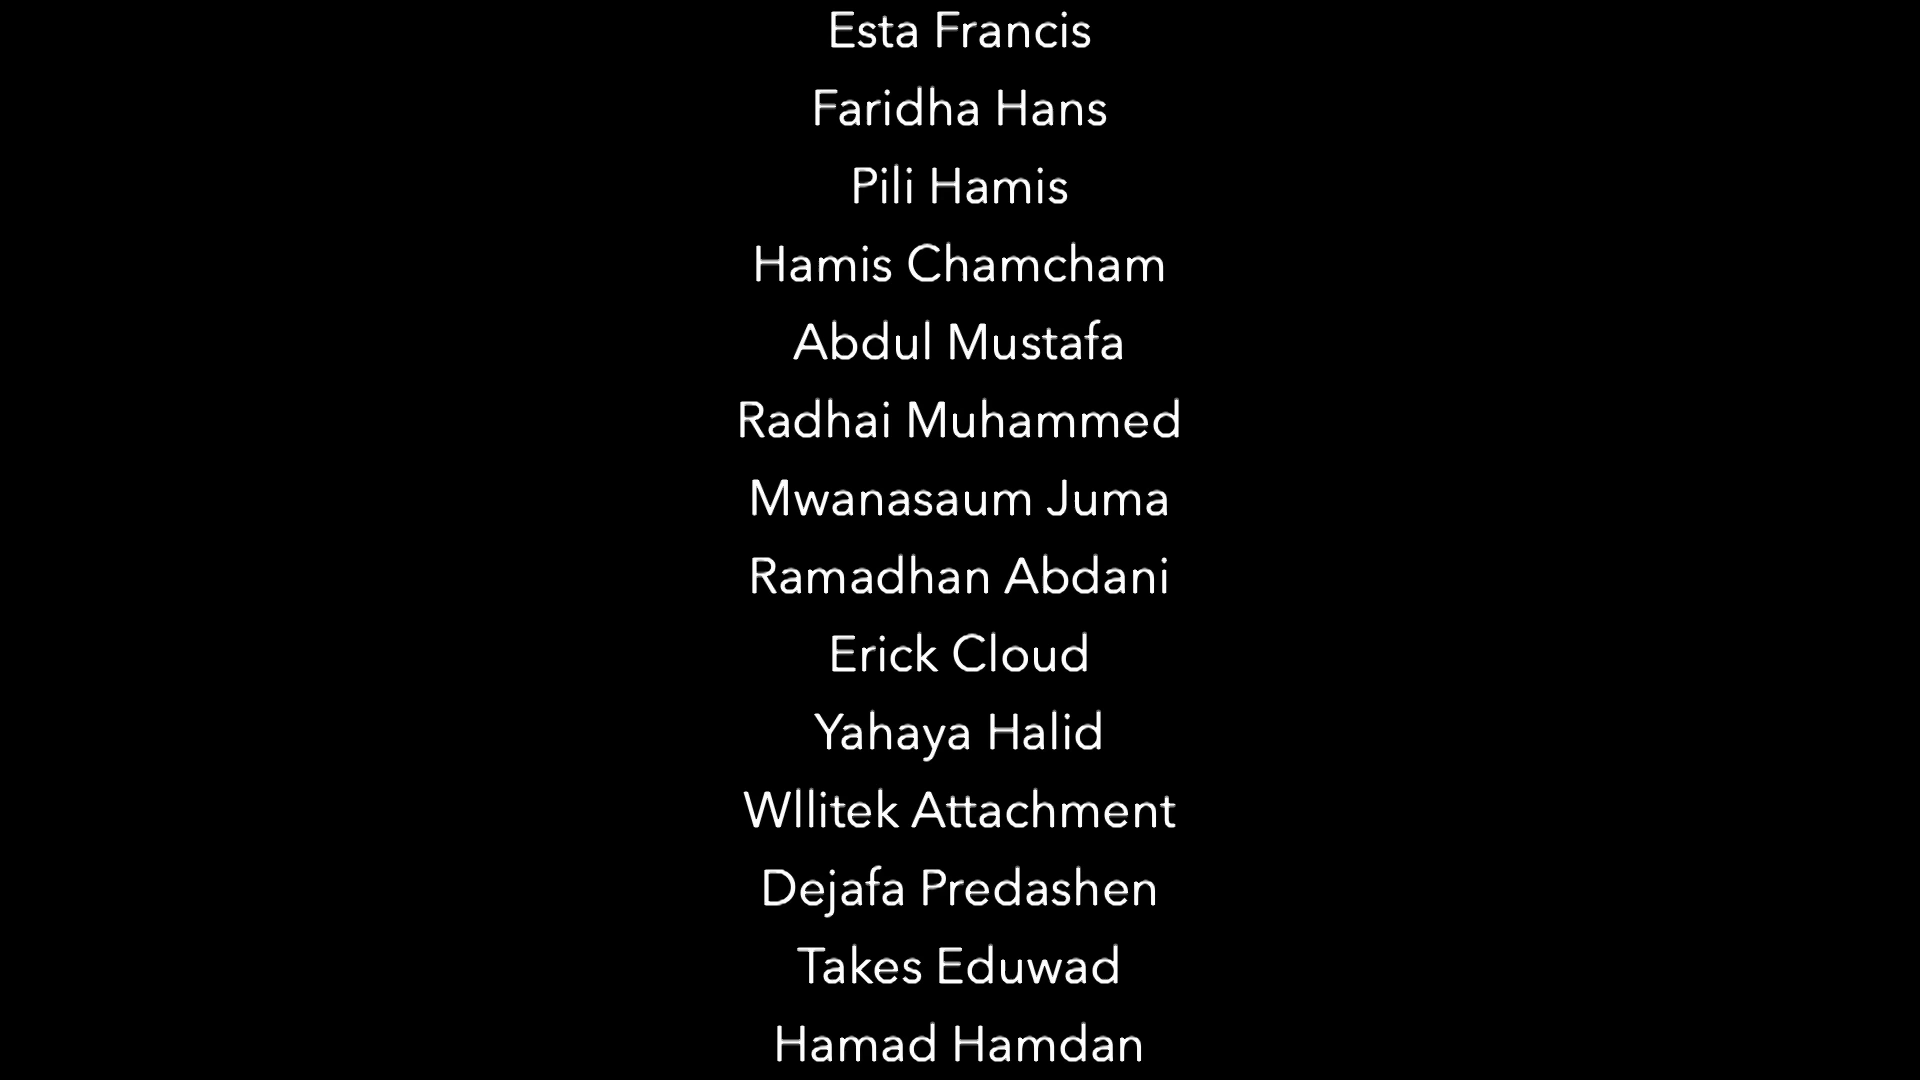 Esta Francis
Faridha Hans
Pili Hamis
Hamis Chamcham
Abdul Mustafa
Radhai Muhammed
Mwanasaum Juma
Ramadhan Abdani
Erick Cloud
Yahaya Halid
Wllitek Attachment
Dejafa Predashen
Takes Eduwad
Hamad Hamdan